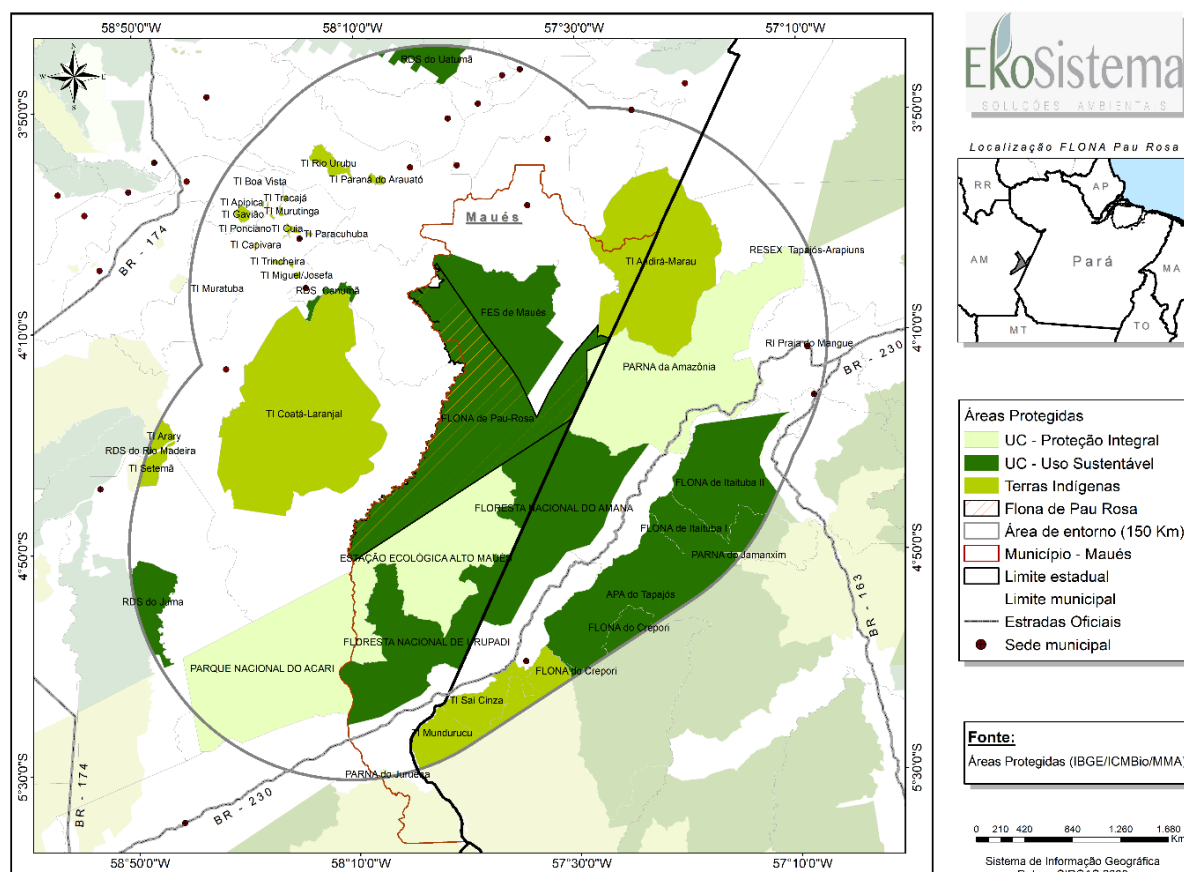 58°50'0"W
58°10'0"W
57°30'0"W
57°10'0"W
N
W
E
S
3°50'0"S
4°10'0"S
4°50'0"S
5°30'0"S
3°50'0"S
4°10'0"S
4°50'0"S
5°30'0"S
RDS do Uatumã
TI Rio Urubu
TI Paraná do Arauató
TI Boa Vista
TI Tracajá
TI Apipica
TI Murutinga
TI Gavião
TI Ponciano
TI Cuia
TI Paracuhuba
TI Capivara
TI Trincheira
TI Miguel/Josefa
TI Muratuba
RDS Canumã
Maués
BR - 174
TI Andirá-Marau
RESEX Tapajós-Arapiuns
FES de Maués
RI Praia do Mangue
BR - 230
PARNA da Amazônia
TI Coatá-Laranjal
FLONA de Pau-Rosa
TI Arary
RDS do Rio Madeira
TI Setemã
FLONA de Itaituba II
FLORESTA NACIONAL DO AMANA
FLONA de Itaituba I
ESTAÇÃO ECOLÓGICA ALTO MAUÉS
PARNA do Jamanxim
RDS do Juma
APA do Tapajós
BR - 163
FLONA do Crepori
FLORESTA NACIONAL DE URUPADI
PARQUE NACIONAL DO ACARI
FLONA do Crepori
TI Sai Cinza
TI Mundurucu
PARNA do Juruena
BR - 230
BR - 174
58°50'0"W
58°10'0"W
57°30'0"W
57°10'0"W
EkoSistema
SOLUÇÕES AMBIENTAIS
Localização FLONA Pau Rosa
RR
AP
AM
Pará
MA
MT
TO
Áreas Protegidas
UC - Proteção Integral
UC - Uso Sustentável
Terras Indígenas
Flona de Pau Rosa
Área de entorno (150 Km)
Município - Maués
Limite estadual
Limite municipal
Estradas Oficiais
Sede municipal
Fonte:
Áreas Protegidas (IBGE/ICMBio/MMA)
0 210 420 840 1.260 1.680
Km
Sistema de Informação Geográfica